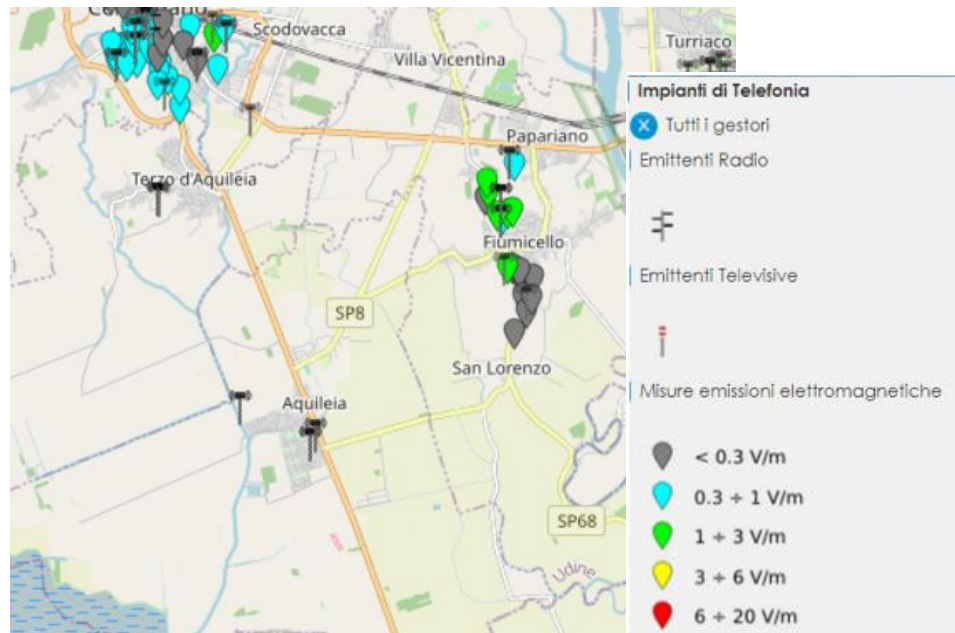 Scodovacca
Villa Vicentina
Turriaco
Papariano
Terzo d'Aquileia
Fiumicello
SP8
San Lorenzo
Aquileia
SP68
Udine
Impianti di Telefonia
Tutti i gestori
Emittenti Radio
Emittenti Televisive
Misure emissioni elettromagnetiche
< 0.3 V/m
0.3 ÷ 1 V/m
1 ÷ 3 V/m
3 ÷ 6 V/m
6 ÷ 20 V/m